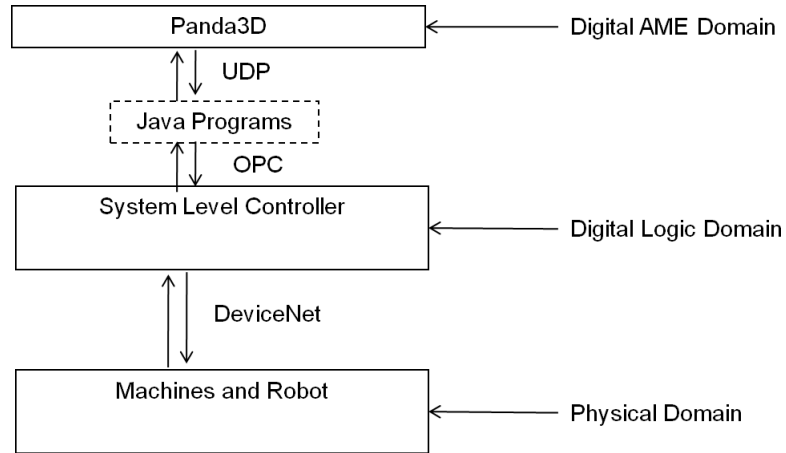 Panda3D
Digital AME Domain
UDP
Java Programs
OPC
System Level Controller
Digital Logic Domain
DeviceNet
Machines and Robot
Physical Domain